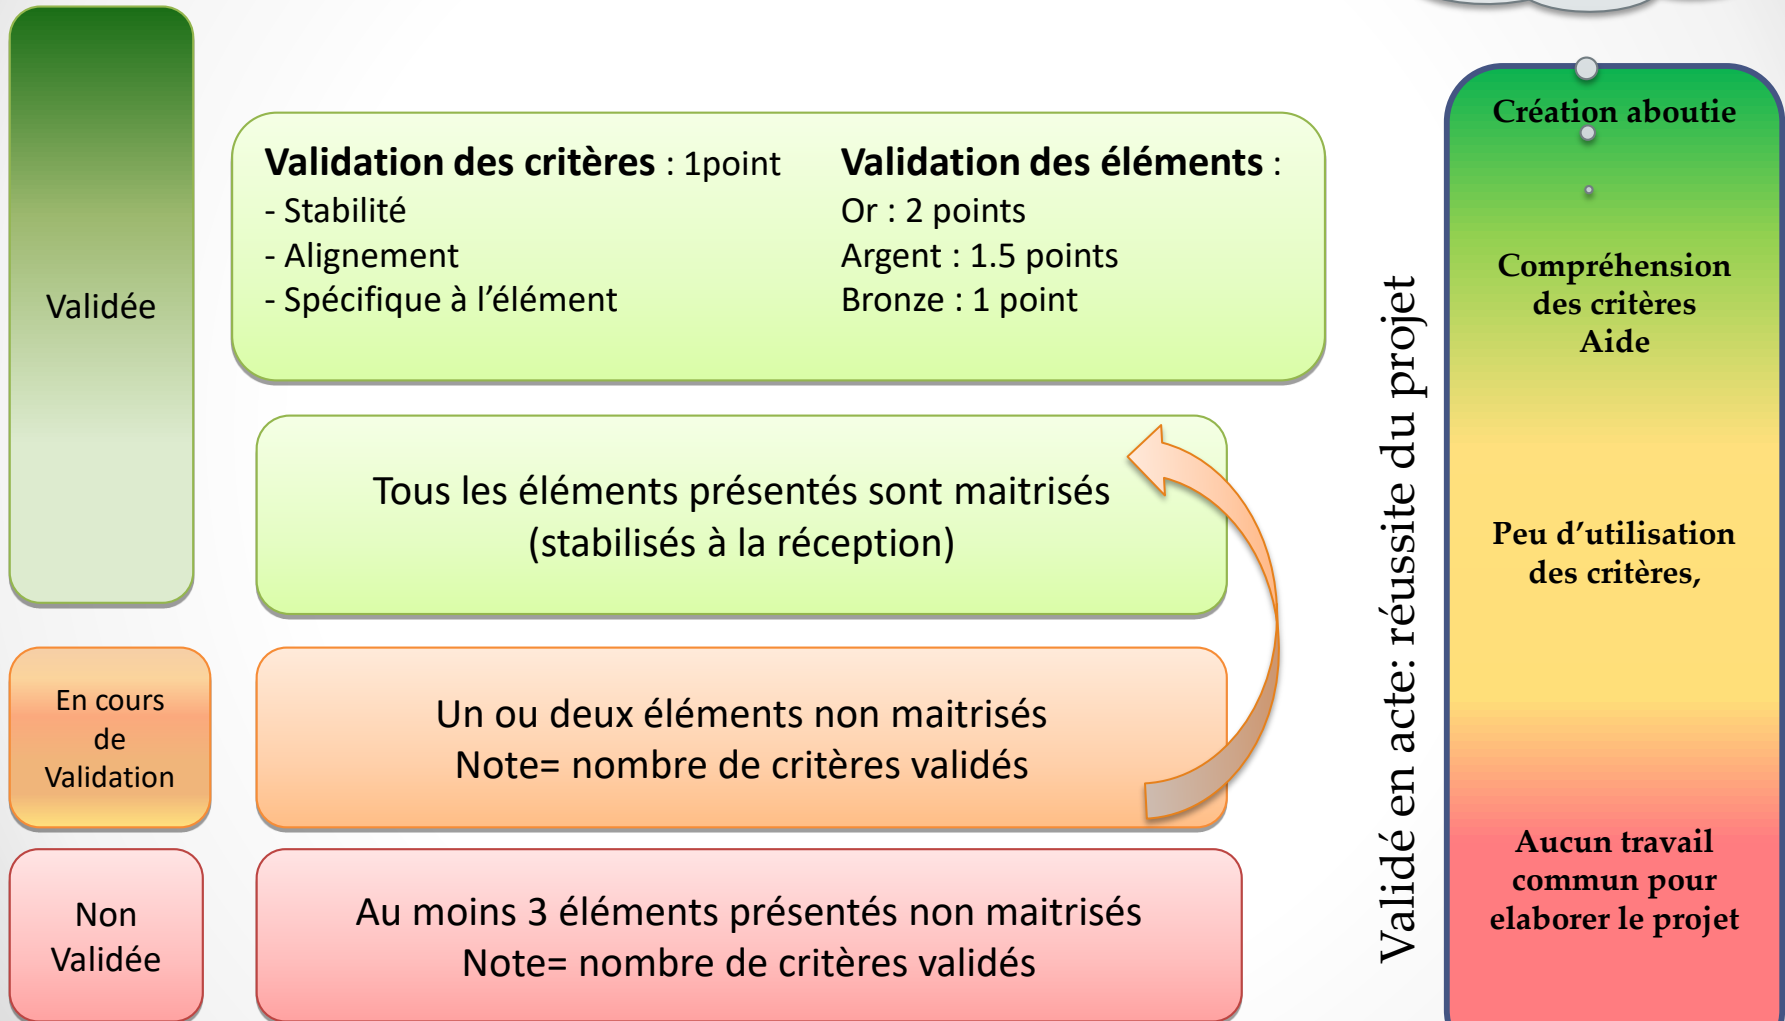 Validée
Validation des critères : 1point
- Stabilité
- Alignement
- Spécifique à l’élément
Validation des éléments :
Or : 2 points
Argent : 1.5 points
Bronze : 1 point
Tous les éléments présentés sont maitrisés
(stabilisés à la réception)
En cours
de
Validation
Un ou deux éléments non maitrisés
Note= nombre de critères validés
Non
Validée
Au moins 3 éléments présentés non maitrisés
Note= nombre de critères validés
Validé en acte: réussite du projet
Création aboutie
Compréhension
des critères
Aide
Peu d’utilisation
des critères,
Aucun travail
commun pour
elaborer le projet